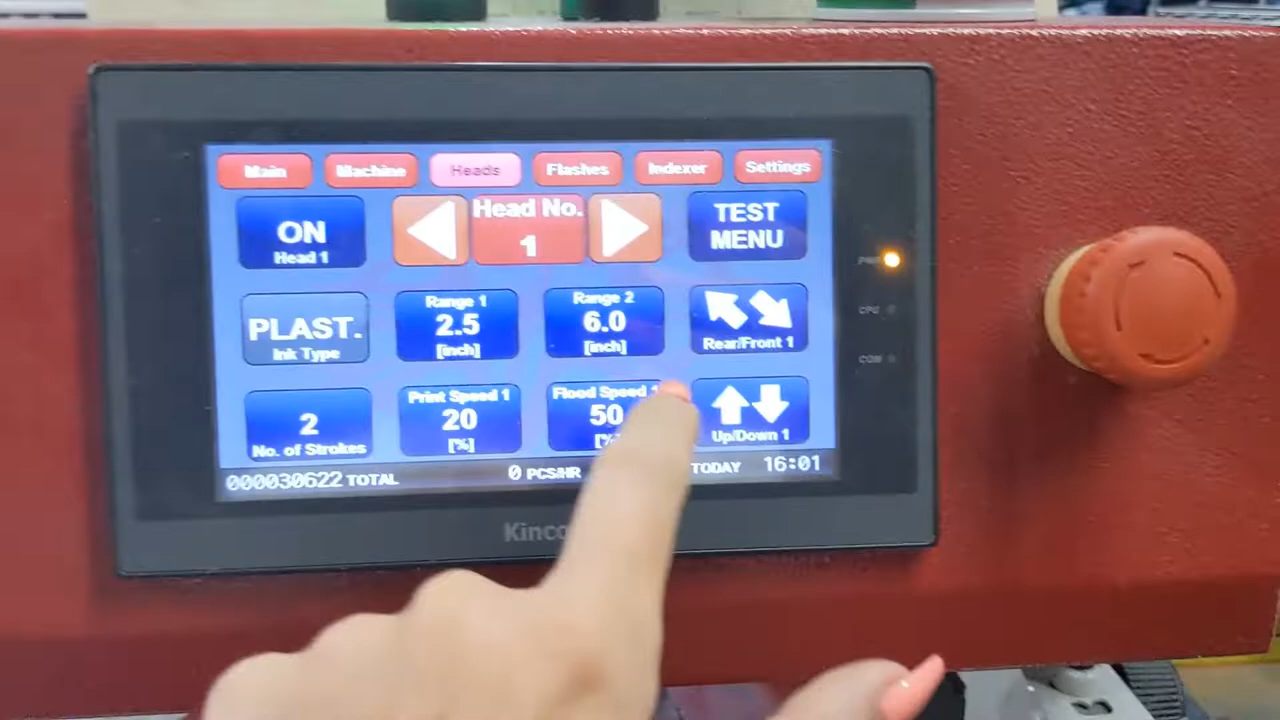 Main Machine Heads Flashes Indexer Settings
ON
Head 1
Head No.
1
TEST
MENU
PLAST.
Ink Type
Range 1
2.5
[inch]
Range 2
6.0
[inch]
Rear/Front 1
2
No. of Strokes
Print Speed 1
20
[%]
Flood Speed 1
50
Up/Down 1
000030622 TOTAL 0 PCS/HR TODAY 16:01
Kinco
CPU
COM